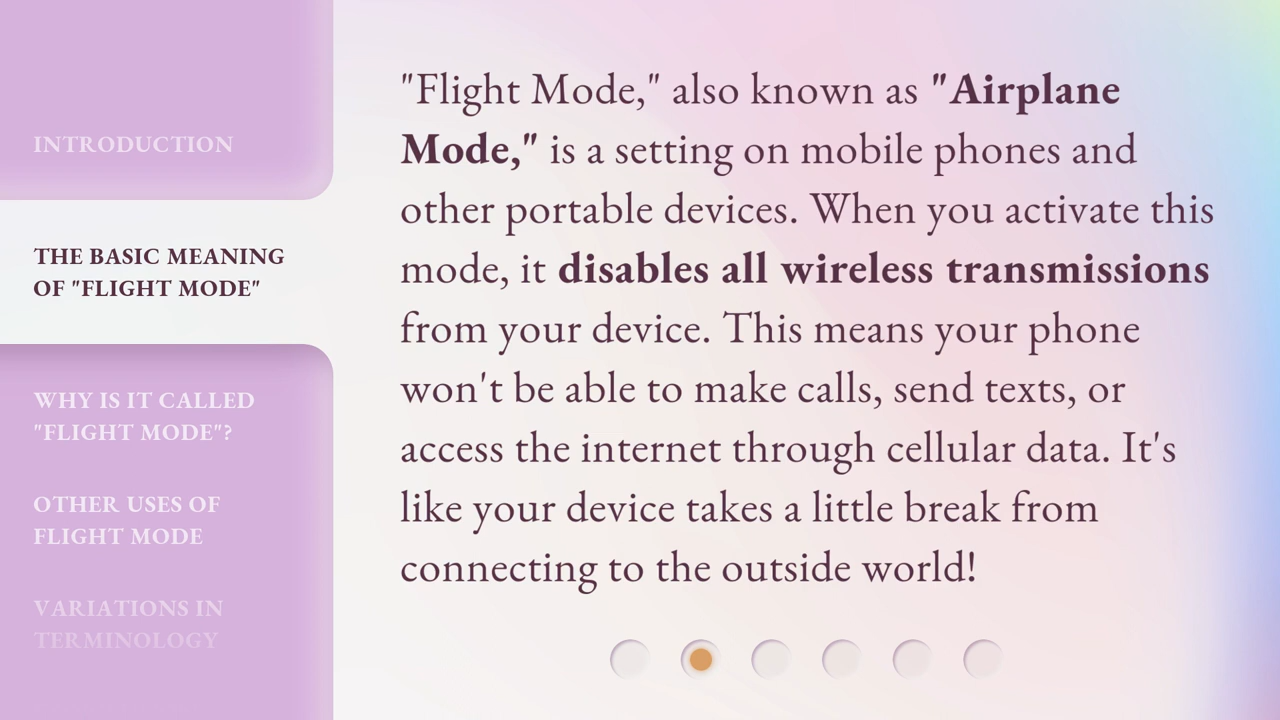 INTRODUCTION
THE BASIC MEANING
OF "FLIGHT MODE"
WHY IS IT CALLED
"FLIGHT MODE"?
OTHER USES OF
FLIGHT MODE
VARIATIONS IN
TERMINOLOGY
"Flight Mode," also known as "Airplane
Mode," is a setting on mobile phones and
other portable devices. When you activate this
mode, it disables all wireless transmissions
from your device. This means your phone
won't be able to make calls, send texts, or
access the internet through cellular data. It's
like your device takes a little break from
connecting to the outside world!